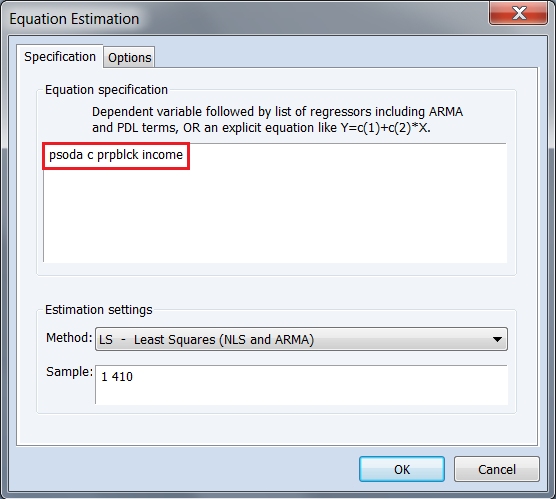 Equation Estimation
Specification
Options
Equation specification
Dependent variable followed by list of regressors including ARMA
and PDL terms, OR an explicit equation like Y=c(1)+c(2)*X.
psoda c prpblck income
Estimation settings
Method: LS - Least Squares (NLS and ARMA)
Sample: 1 410
OK
Cancel